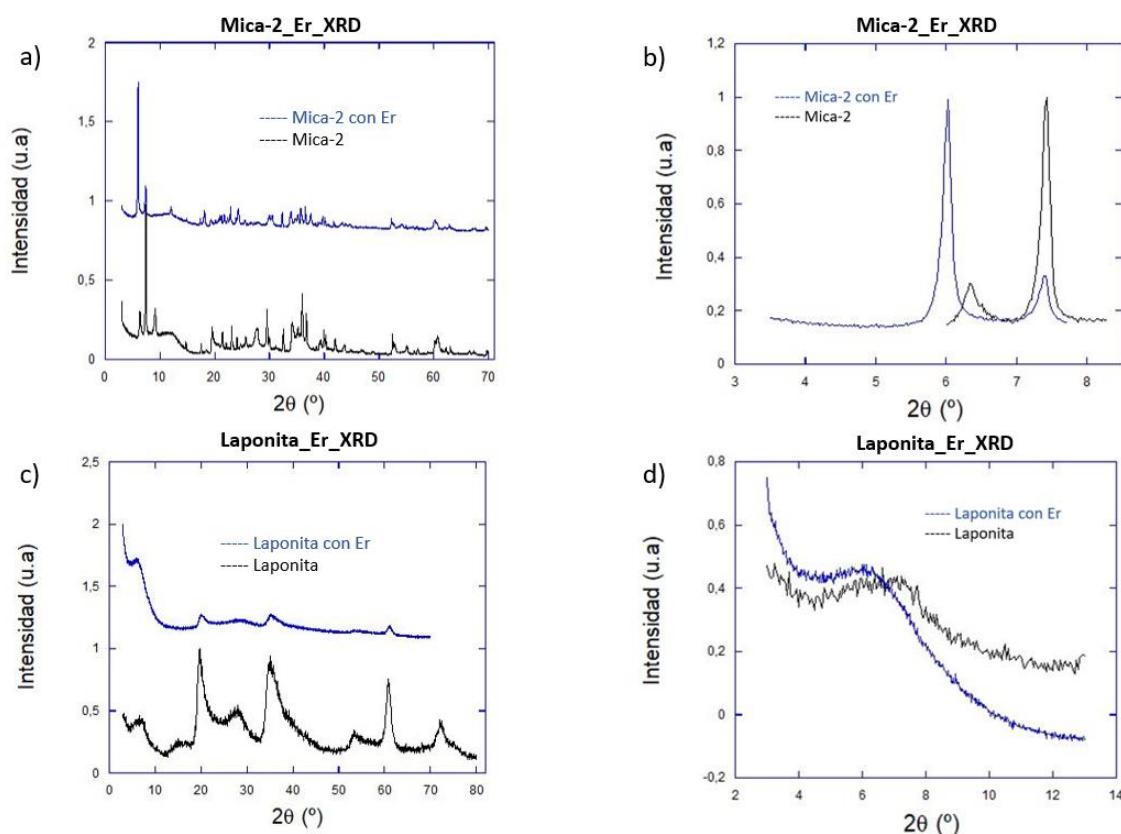 Mica-2_Er_XRD
a)
2
1,5
1
0,5
0
Intensidad (u.a)
Mica-2 con Er
Mica-2
0 10 20 30 40 50 60 70
2θ (º)
Mica-2_Er_XRD
b)
1,2
1
0,8
0,6
0,4
0,2
0
Intensidad (u.a)
Mica-2 con Er
Mica-2
3 4 5 6 7 8
2θ (º)
Laponita_Er_XRD
c)
2,5
2
1,5
1
0,5
0
Intensidad (u.a)
Laponita con Er
Laponita
0 10 20 30 40 50 60 70 80
2θ (º)
Laponita_Er_XRD
d)
0,8
0,6
0,4
0,2
0
-0,2
Intensidad (u.a)
Laponita con Er
Laponita
2 4 6 8 10 12 14
2θ (º)